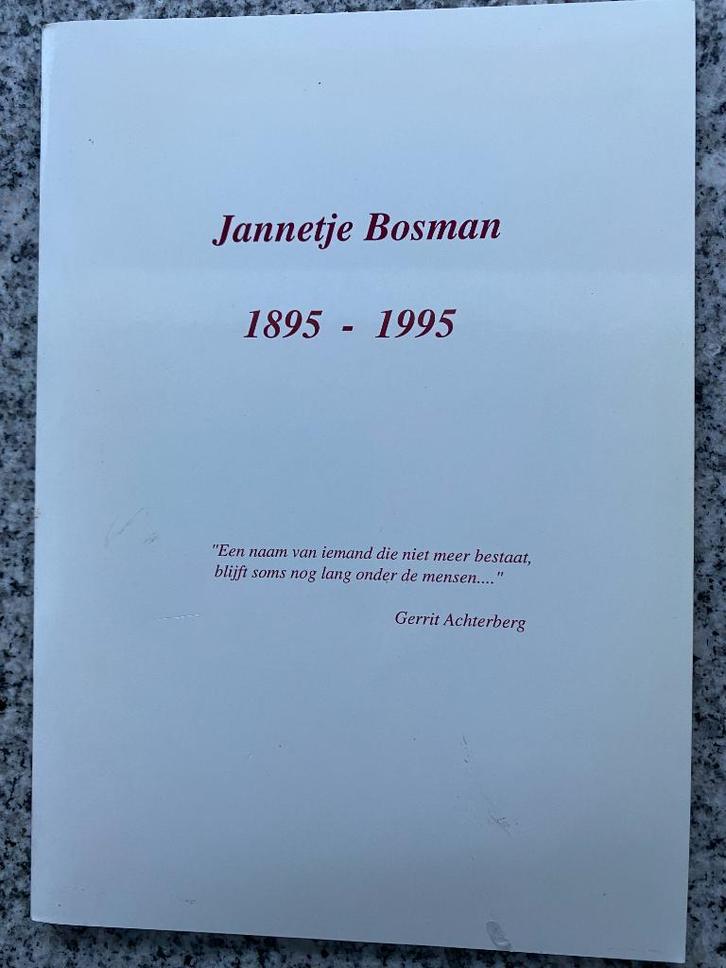 Jannetje Bosman
1895 - 1995
"Een naam van iemand die niet meer bestaat,
blijft soms nog lang onder de mensen...."
Gerrit Achterberg